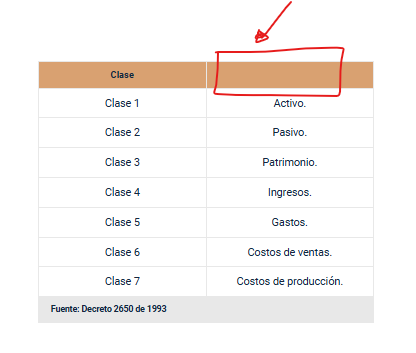 Clase
Clase 1 Activo.
Clase 2 Pasivo.
Clase 3 Patrimonio.
Clase 4 Ingresos.
Clase 5 Gastos.
Clase 6 Costos de ventas.
Clase 7 Costos de producción.
Fuente: Decreto 2650 de 1993